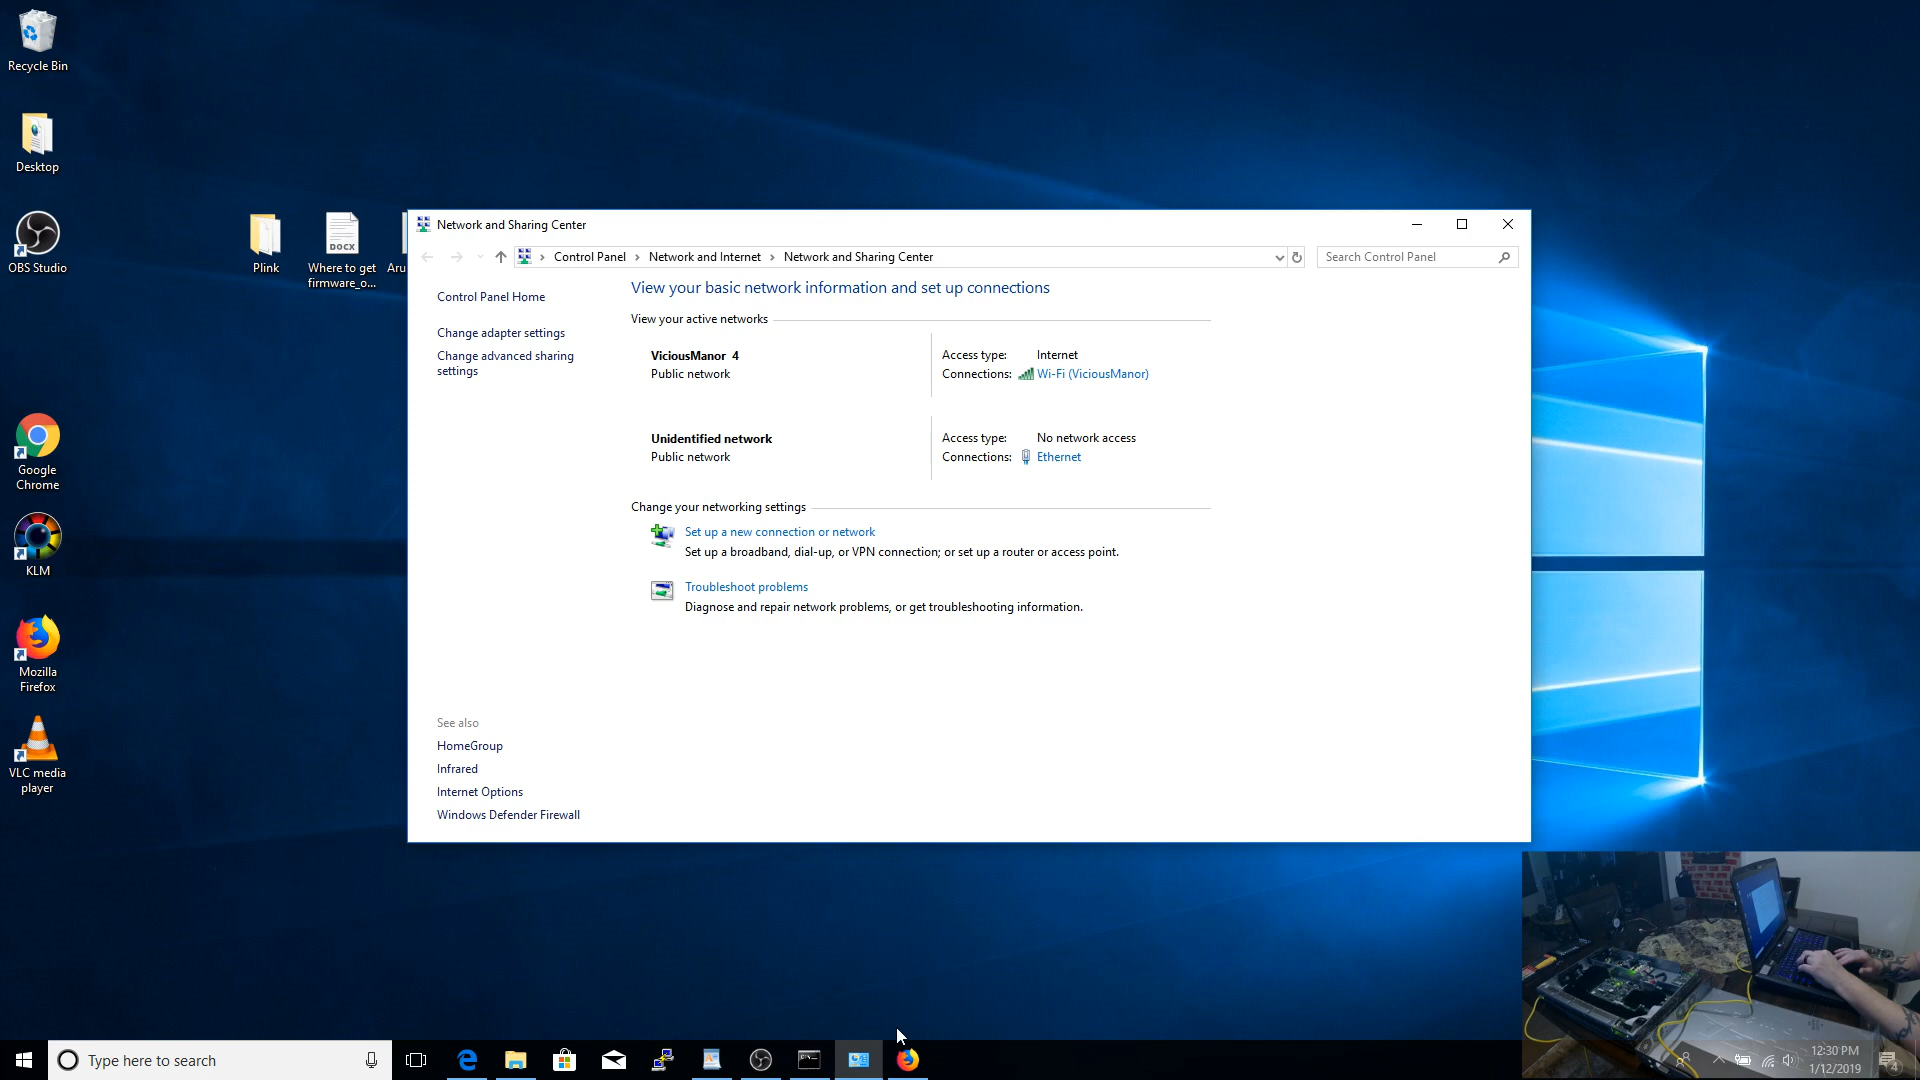 Recycle Bin
Desktop
OBS Studio
Plink
DOCX
Where to get
firmware_o...
Aru
Google
Chrome
KLM
Mozilla
Firefox
VLC media
player
Network and Sharing Center
Control Panel > Network and Internet > Network and Sharing Center
Search Control Panel
Control Panel Home
Change adapter settings
Change advanced sharing
settings
See also
HomeGroup
Infrared
Internet Options
Windows Defender Firewall
View your basic network information and set up connections
View your active networks
ViciousManor 4
Public network
Access type: Internet
Connections: Wi-Fi (ViciousManor)
Unidentified network
Public network
Access type: No network access
Connections: Ethernet
Change your networking settings
Set up a new connection or network
Set up a broadband, dial-up, or VPN connection; or set up a router or access point.
Troubleshoot problems
Diagnose and repair network problems, or get troubleshooting information.
Type here to search
12:30 PM
1/12/2019
4